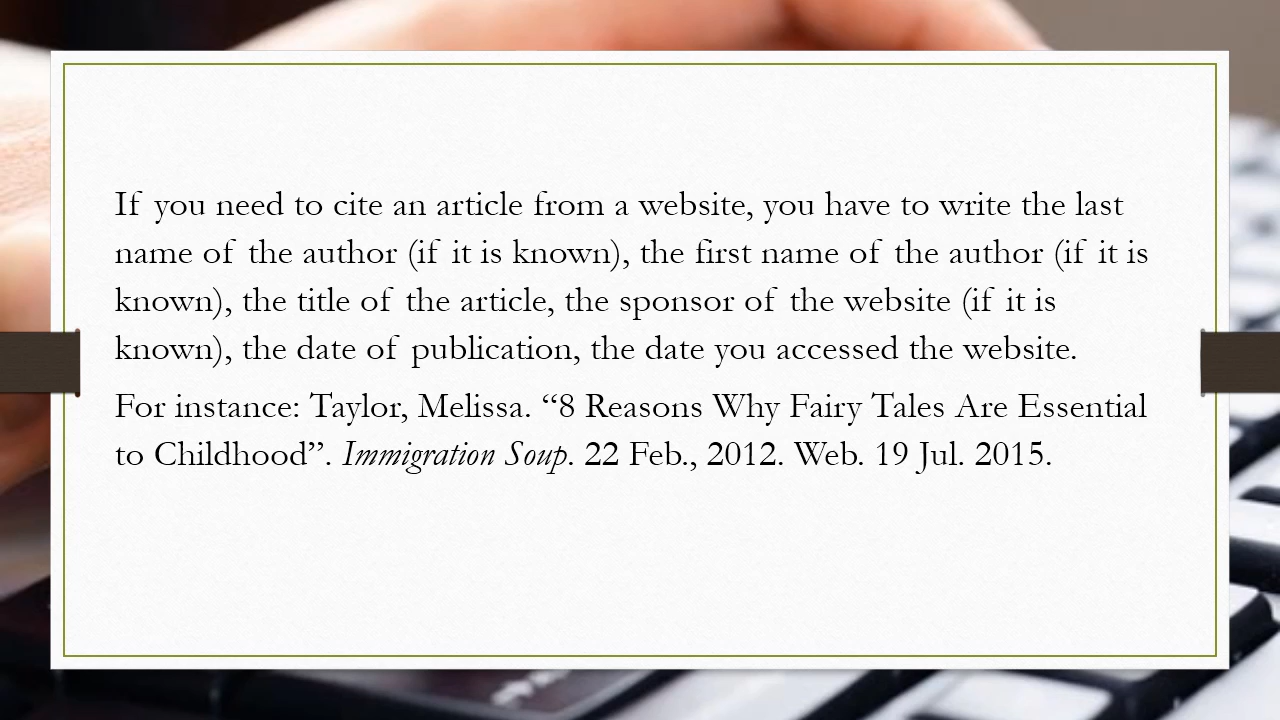 If you need to cite an article from a website, you have to write the last
name of the author (if it is known), the first name of the author (if it is
known), the title of the article, the sponsor of the website (if it is
known), the date of publication, the date you accessed the website.
For instance: Taylor, Melissa. “8 Reasons Why Fairy Tales Are Essential
to Childhood”. Immigration Soup. 22 Feb., 2012. Web. 19 Jul. 2015.